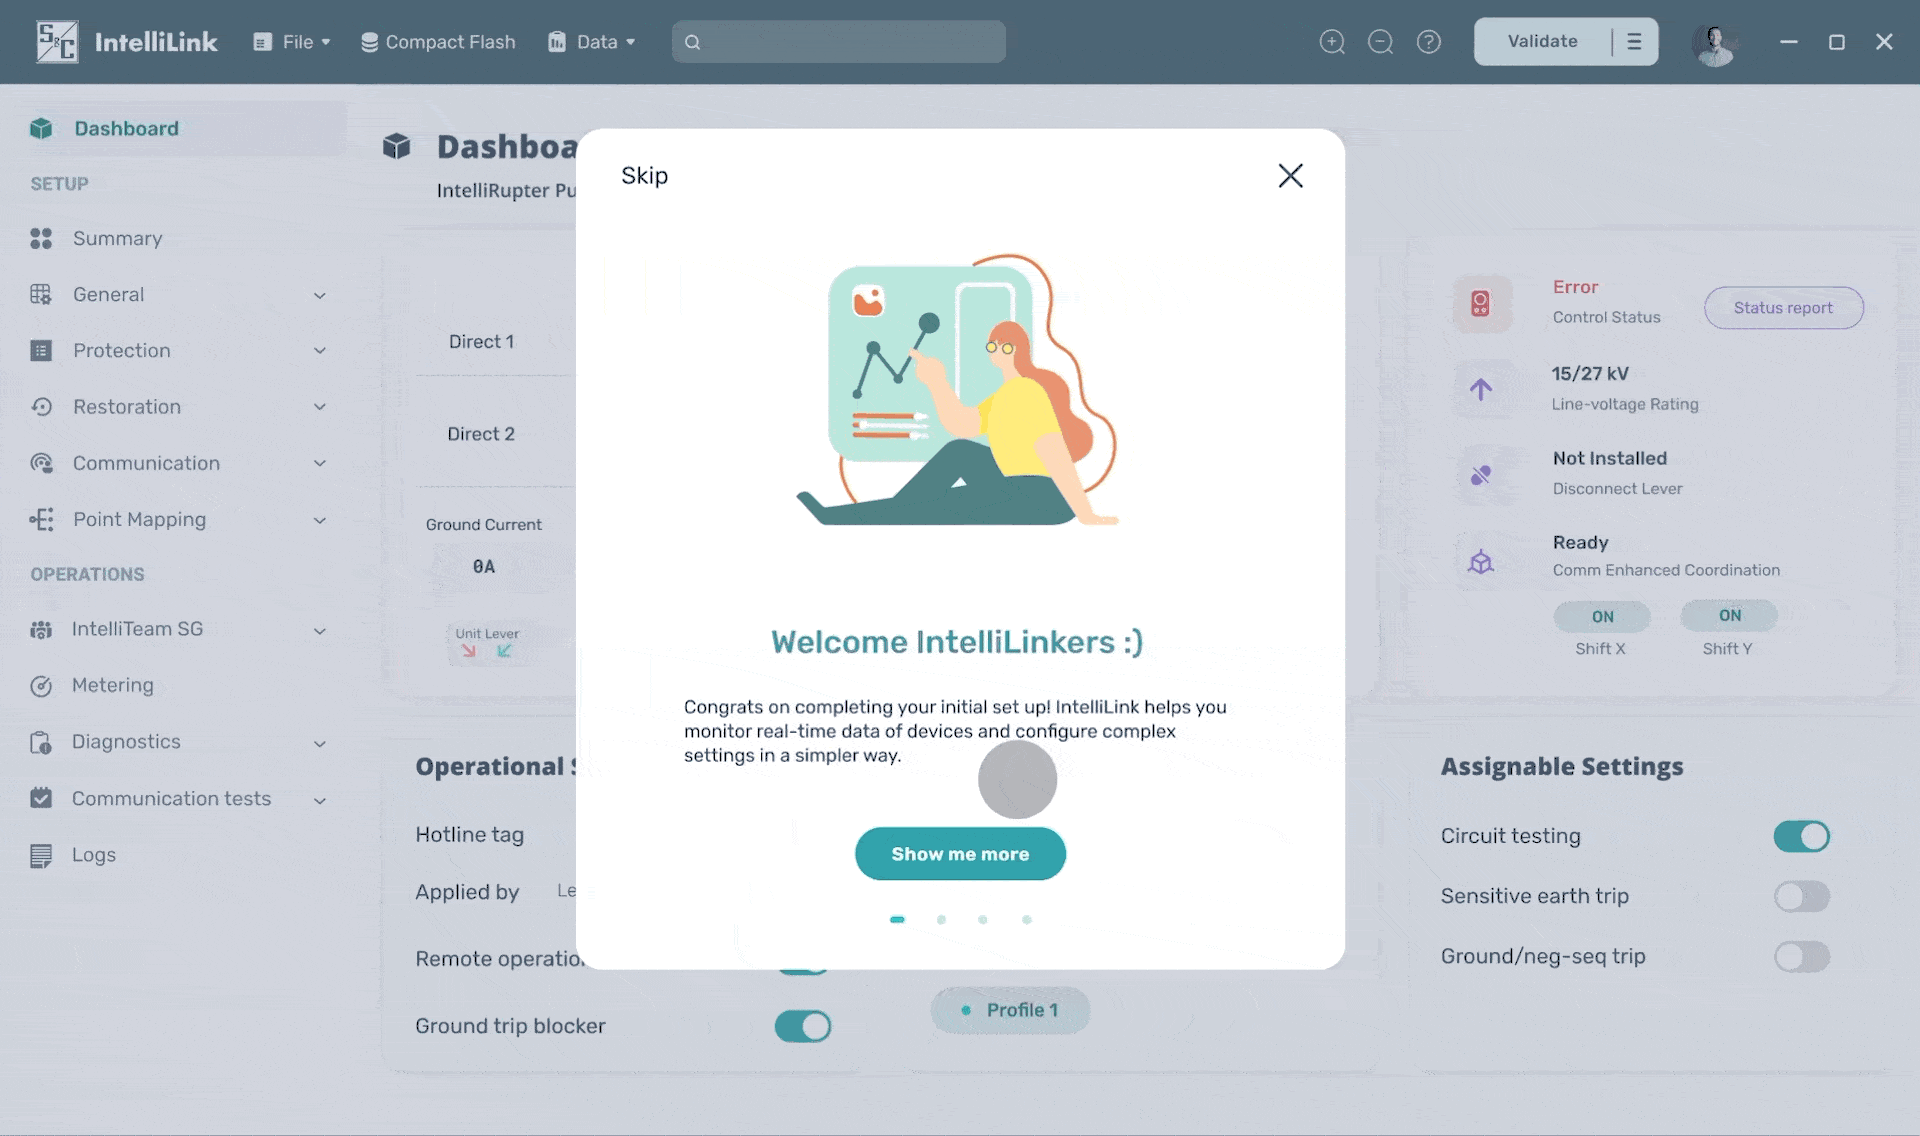 S&C IntelliLink File Compact Flash Data Validate
Dashboard
SETUP
Summary
General
Protection
Restoration
Communication
Point Mapping
OPERATIONS
IntelliTeam SG
Metering
Diagnostics
Communication tests
Logs
Dashboa
IntelliRupter Pu
Direct 1
Direct 2
Ground Current
0A
Unit Lever
Skip
Welcome IntelliLinkers :)
Congrats on completing your initial set up! IntelliLink helps you
monitor real-time data of devices and configure complex
settings in a simpler way.
Show me more
Error
Control Status
Status report
15/27 kV
Line-voltage Rating
Not Installed
Disconnect Lever
Ready
Comm Enhanced Coordination
ON ON
Shift X Shift Y
Operational S
Hotline tag
Applied by Le
Remote operation
Ground trip blocker
Profile 1
Assignable Settings
Circuit testing
Sensitive earth trip
Ground/neg-seq trip